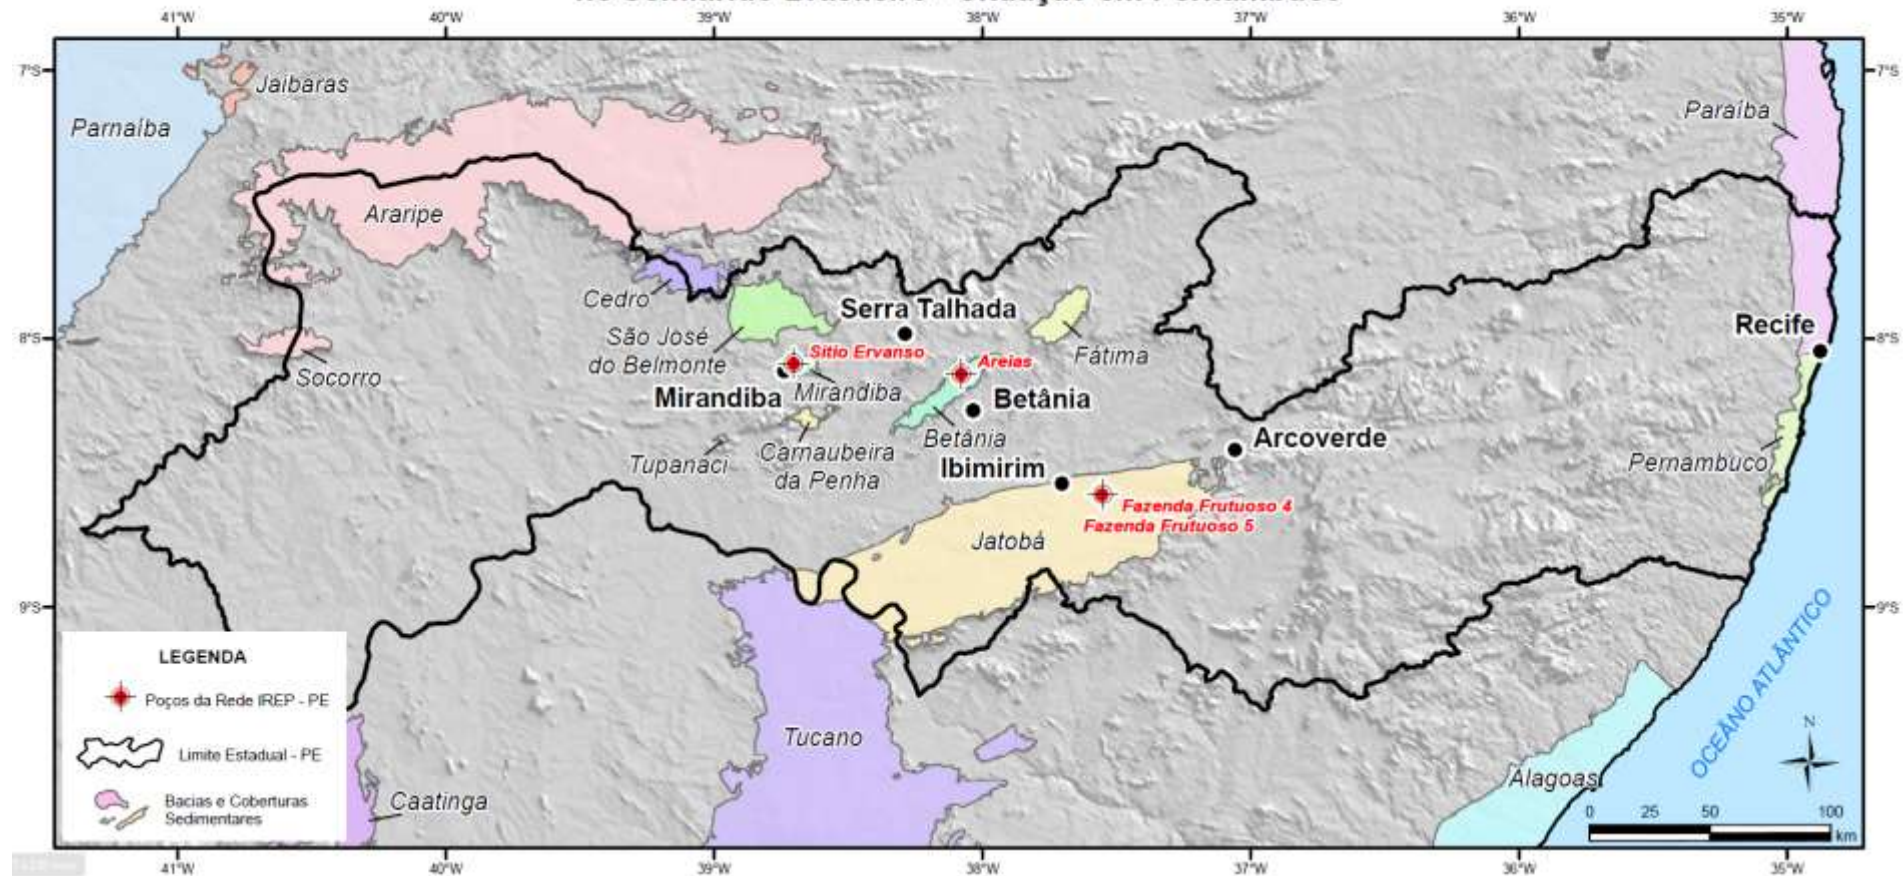 41°W 40°W 39°W 38°W 37°W 36°W 35°W
7°S 7°S
Jaibaras
Parnaíba
Paraíba
Araripe
Cedro
Serra Talhada
São José
do Belmonte
Fátima
Recife
8°S 8°S
Sítio Ervanso
Areias
Socorro
Mirandiba
Mirandiba
Betânia
Betânia
Tupanaci
Carnaubeira
da Penha
Arcoverde
Ibimirim
Pernambuco
Fazenda Frutuoso 4
Fazenda Frutuoso 5
Jatobá
9°S 9°S
OCEÂNO ATLÂNTICO
LEGENDA
Poços da Rede IREP - PE
Limite Estadual - PE
Bacias e Coberturas
Sedimentares
Tucano
Caatinga
Alagoas
N
0 25 50 100
km
41°W 40°W 39°W 38°W 37°W 36°W 35°W